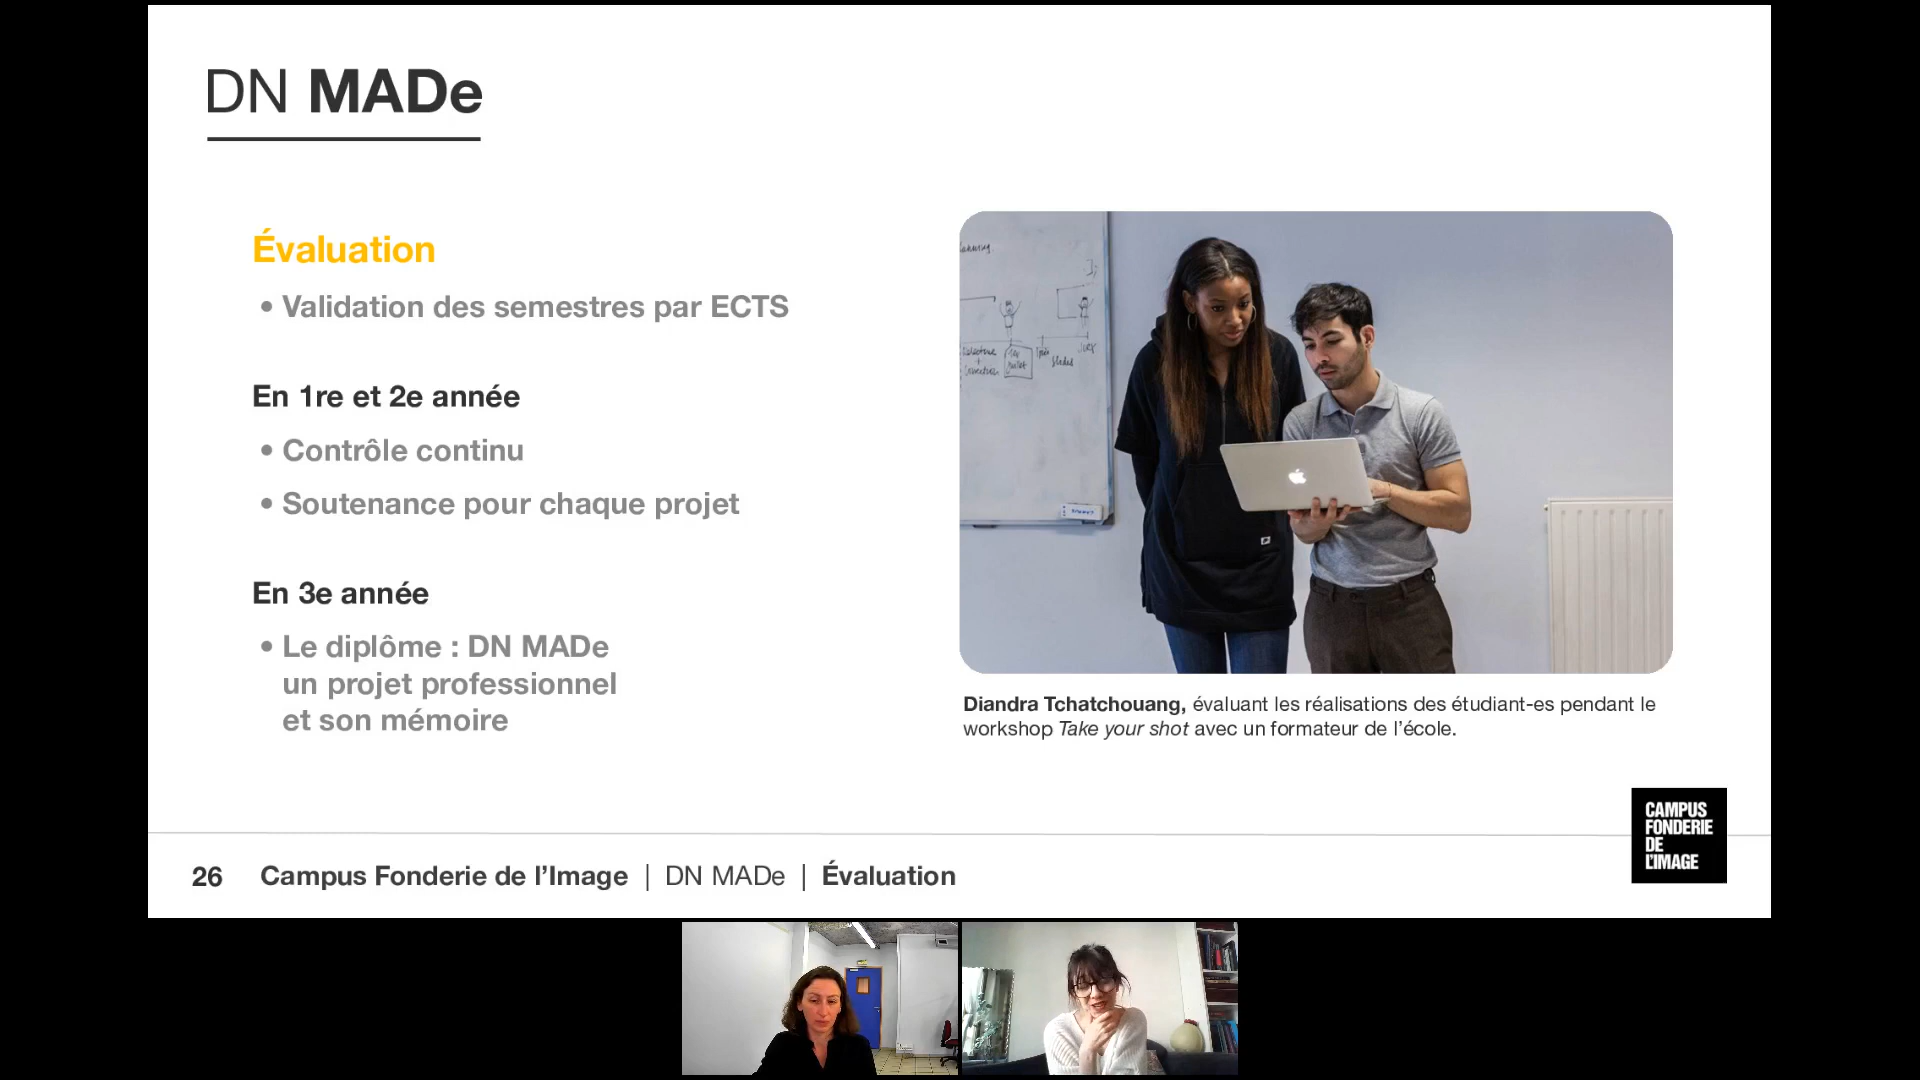 DN MADe
Évaluation
• Validation des semestres par ECTS
En 1re et 2e année
• Contrôle continu
• Soutenance pour chaque projet
En 3e année
• Le diplôme : DN MADe
un projet professionnel
et son mémoire
Diandra Tchatchouang, évaluant les réalisations des étudiant-es pendant le
workshop Take your shot avec un formateur de l’école.
CAMPUS
FONDERIE
DE
L'IMAGE
26 Campus Fonderie de l’Image | DN MADe | Évaluation